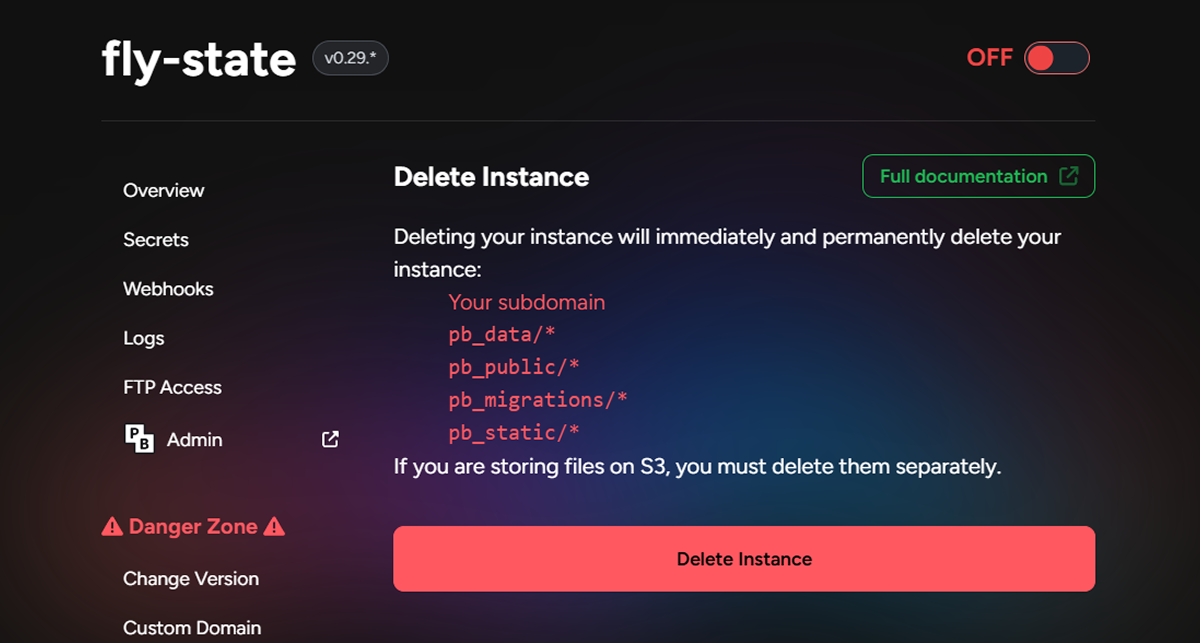 fly-state
v0.29.*
OFF
Overview
Secrets
Webhooks
Logs
FTP Access
PB
Admin
Danger Zone
Change Version
Custom Domain
Delete Instance
Full documentation
Deleting your instance will immediately and permanently delete your
instance:
Your subdomain
pb_data/*
pb_public/*
pb_migrations/*
pb_static/*
If you are storing files on S3, you must delete them separately.
Delete Instance